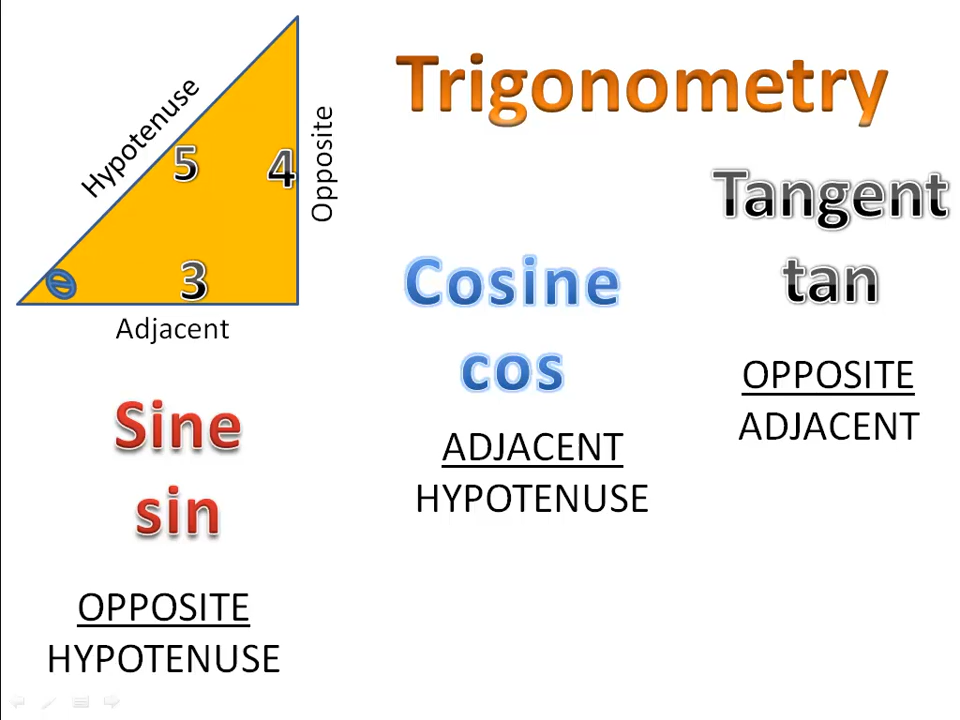 Trigonometry
Hypotenuse
5
4
Opposite
θ
3
Adjacent
Sine
sin
OPPOSITE
HYPOTENUSE
Cosine
cos
ADJACENT
HYPOTENUSE
Tangent
tan
OPPOSITE
ADJACENT